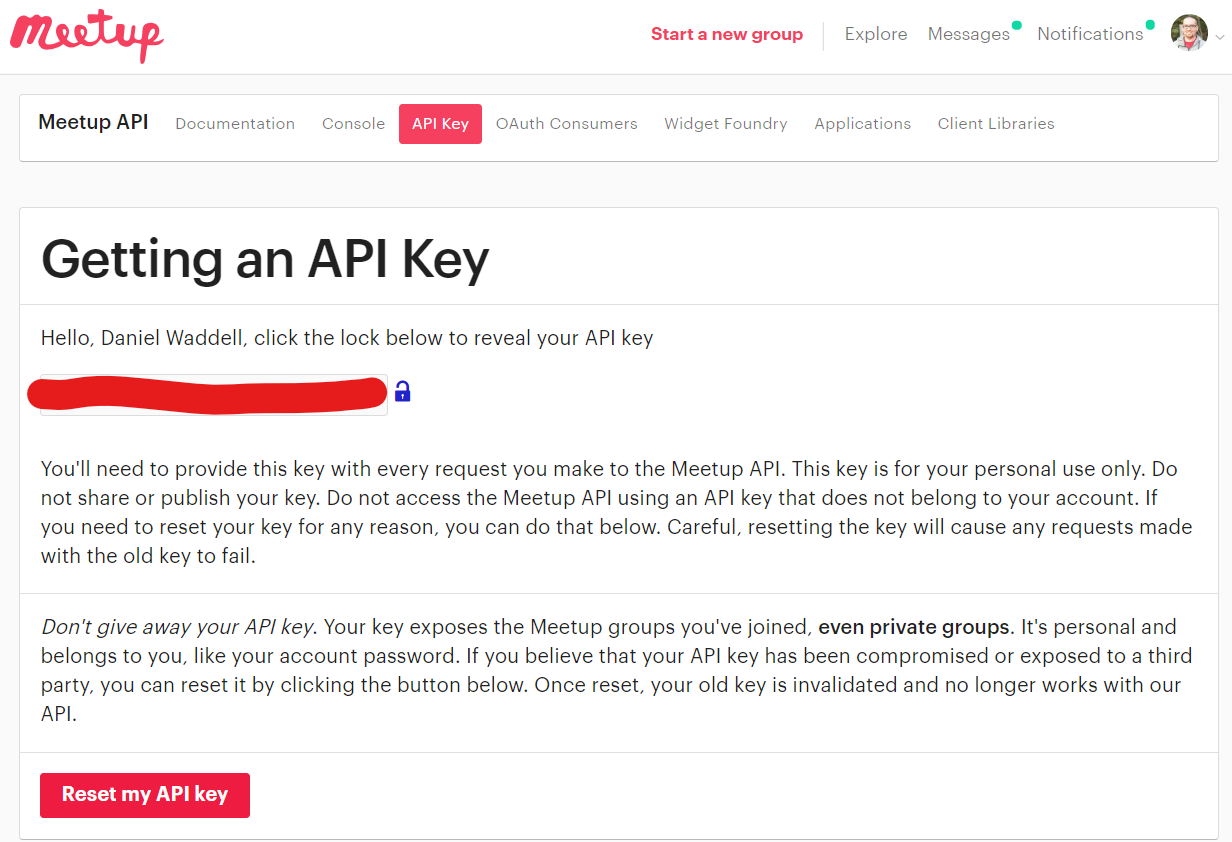 Meetup
Start a new group
Explore
Messages
Notifications
Meetup API
Documentation
Console
API Key
OAuth Consumers
Widget Foundry
Applications
Client Libraries
Getting an API Key
Hello, Daniel Waddell, click the lock below to reveal your API key
You'll need to provide this key with every request you make to the Meetup API. This key is for your personal use only. Do
not share or publish your key. Do not access the Meetup API using an API key that does not belong to your account. If
you need to reset your key for any reason, you can do that below. Careful, resetting the key will cause any requests made
with the old key to fail.
Don't give away your API key. Your key exposes the Meetup groups you've joined, even private groups. It's personal and
belongs to you, like your account password. If you believe that your API key has been compromised or exposed to a third
party, you can reset it by clicking the button below. Once reset, your old key is invalidated and no longer works with our
API.
Reset my API key